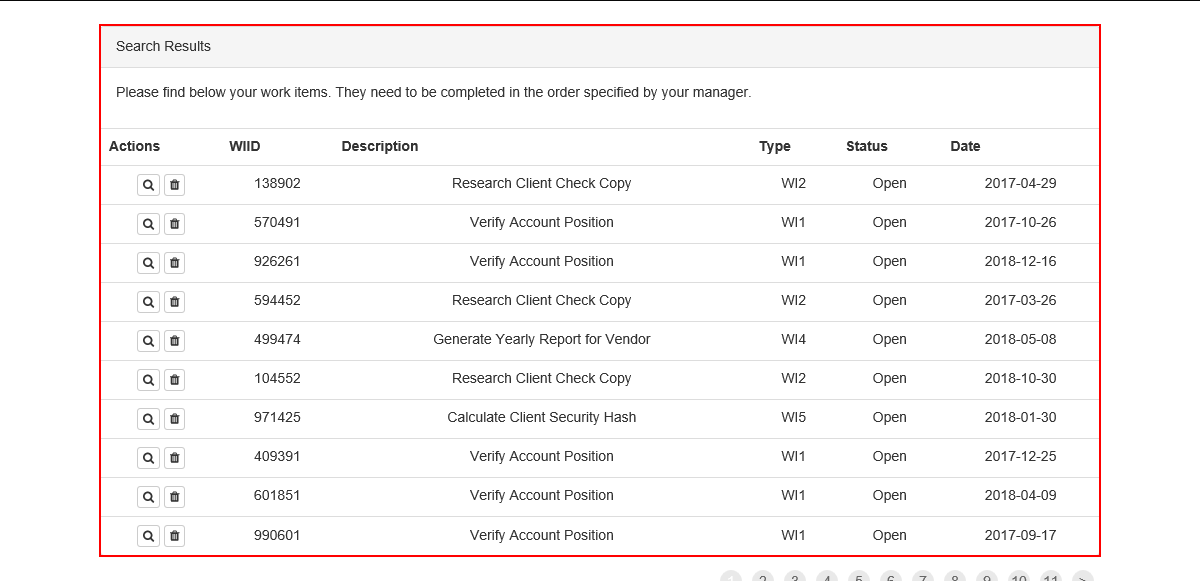 Search Results
Please find below your work items. They need to be completed in the order specified by your manager.
Actions WIID Description Type Status Date
138902 Research Client Check Copy WI2 Open 2017-04-29
570491 Verify Account Position WI1 Open 2017-10-26
926261 Verify Account Position WI1 Open 2018-12-16
594452 Research Client Check Copy WI2 Open 2017-03-26
499474 Generate Yearly Report for Vendor WI4 Open 2018-05-08
104552 Research Client Check Copy WI2 Open 2018-10-30
971425 Calculate Client Security Hash WI5 Open 2018-01-30
409391 Verify Account Position WI1 Open 2017-12-25
601851 Verify Account Position WI1 Open 2018-04-09
990601 Verify Account Position WI1 Open 2017-09-17
1 2 3 4 5 6 7 8 9 10 11 >